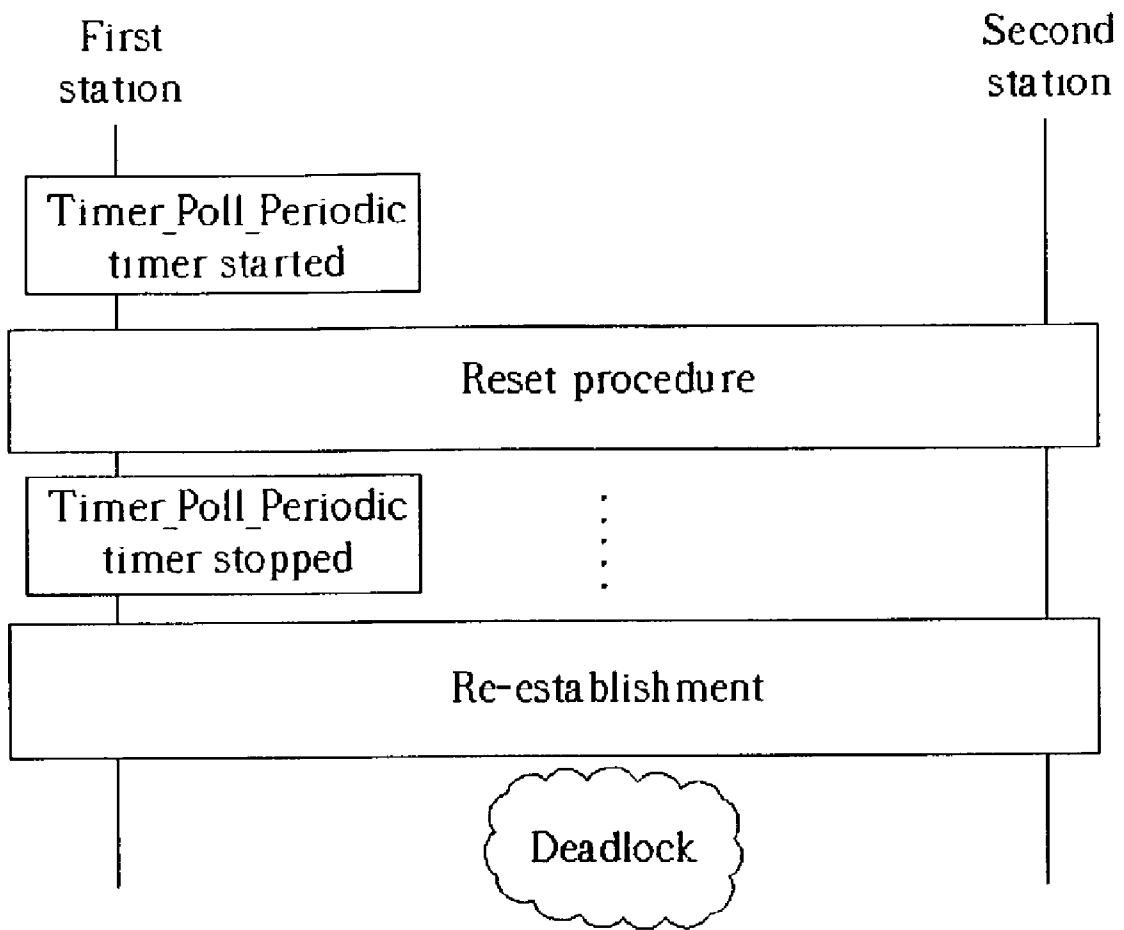 First
station
Second
station
Timer_Poll_Periodic
timer started
Reset procedure
Timer_Poll_Periodic
timer stopped
Re-establishment
Deadlock